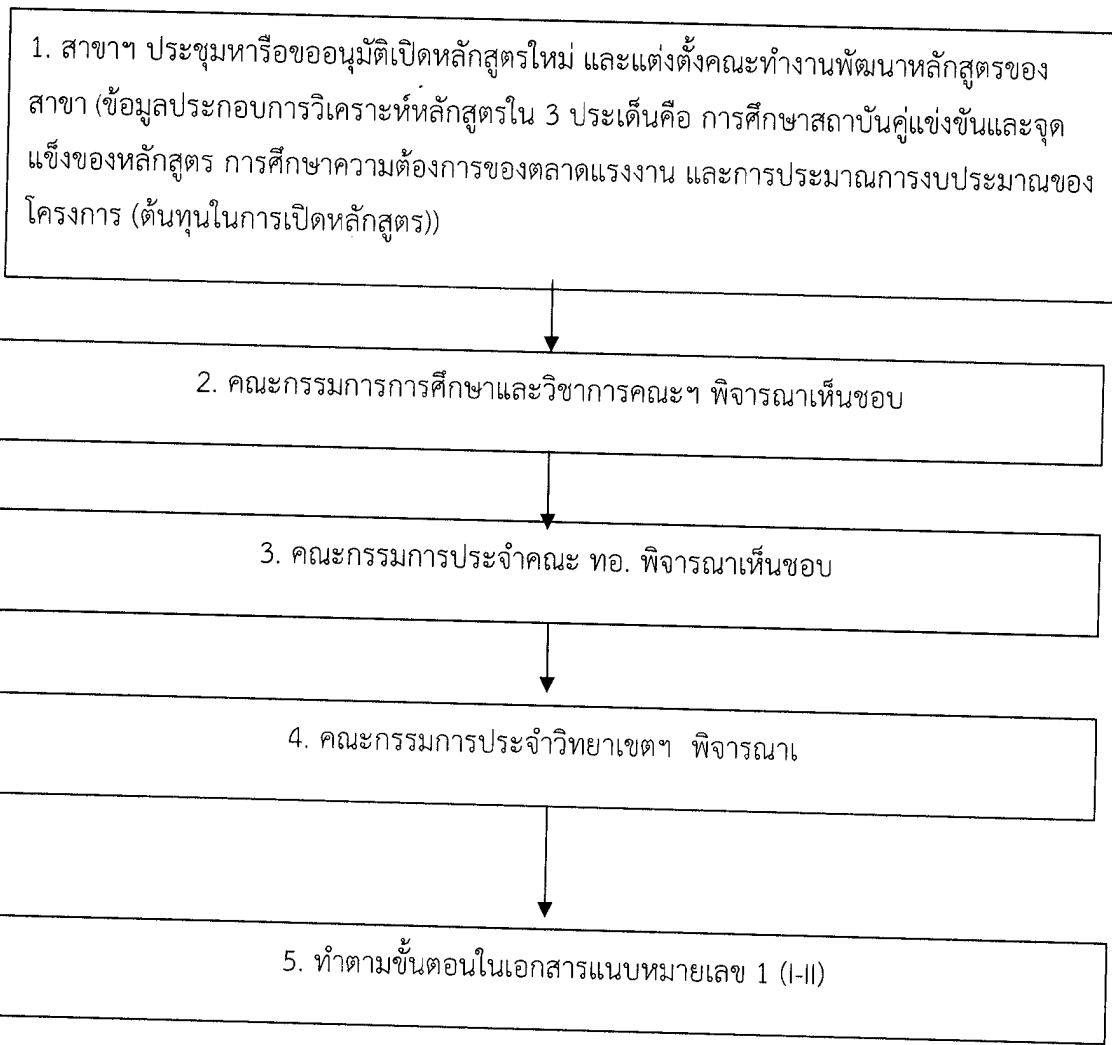 1. สาขาฯ ประชุมหารือขออนุมัติเปิดหลักสูตรใหม่ และแต่งตั้งคณะทำงานพัฒนาหลักสูตรของ
สาขา (ข้อมูลประกอบการวิเคราะห์หลักสูตรใน 3 ประเด็นคือ การศึกษาสถาบันคู่แข่งขันและจุด
แข็งของหลักสูตร การศึกษาความต้องการของตลาดแรงงาน และการประมาณการงบประมาณของ
โครงการ (ต้นทุนในการเปิดหลักสูตร))
2. คณะกรรมการการศึกษาและวิชาการคณะฯ พิจารณาเห็นชอบ
3. คณะกรรมการประจำคณะ ทอ. พิจารณาเห็นชอบ
4. คณะกรรมการประจำวิทยาเขตฯ พิจารณาเ
5. ทำตามขั้นตอนในเอกสารแนบหมายเลข 1 (I-II)